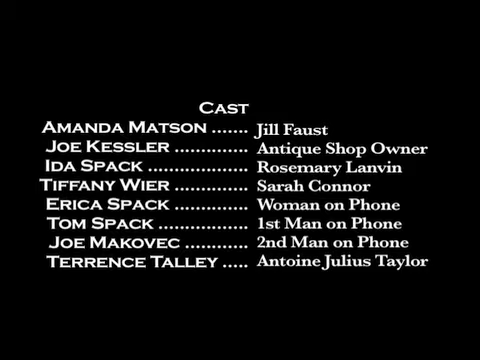 Cast
Amanda Matson ....... Jill Faust
Joe Kessler .............. Antique Shop Owner
Ida Spack ................... Rosemary Lanvin
Tiffany Wier .............. Sarah Connor
Erica Spack .............. Woman on Phone
Tom Spack ................. 1st Man on Phone
Joe Makovec ............ 2nd Man on Phone
Terrence Talley ..... Antoine Julius Taylor